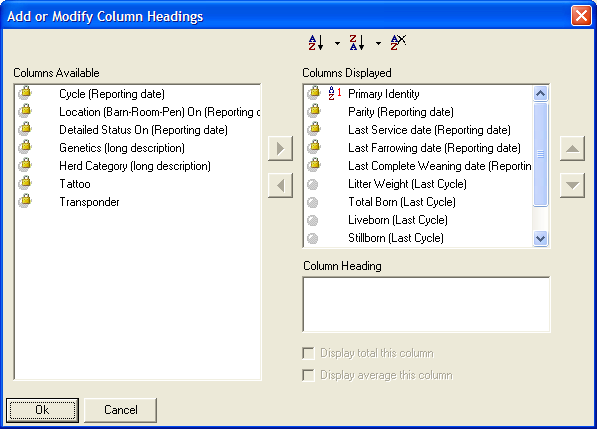 Add or Modify Column Headings
Columns Available
Cycle (Reporting date)
Location (Barn-Room-Pen) On (Reporting c
Detailed Status On (Reporting date)
Genetics (long description)
Herd Category (long description)
Tattoo
Transponder
A Z
Z A
A Z
Columns Displayed
A Z 1 Primary Identity
Parity (Reporting date)
Last Service date (Reporting date)
Last Farrowing date (Reporting date)
Last Complete Weaning date (Reportin
Litter Weight (Last Cycle)
Total Born (Last Cycle)
Liveborn (Last Cycle)
Stillborn (Last Cycle)
Column Heading
Display total this column
Display average this column
Ok
Cancel